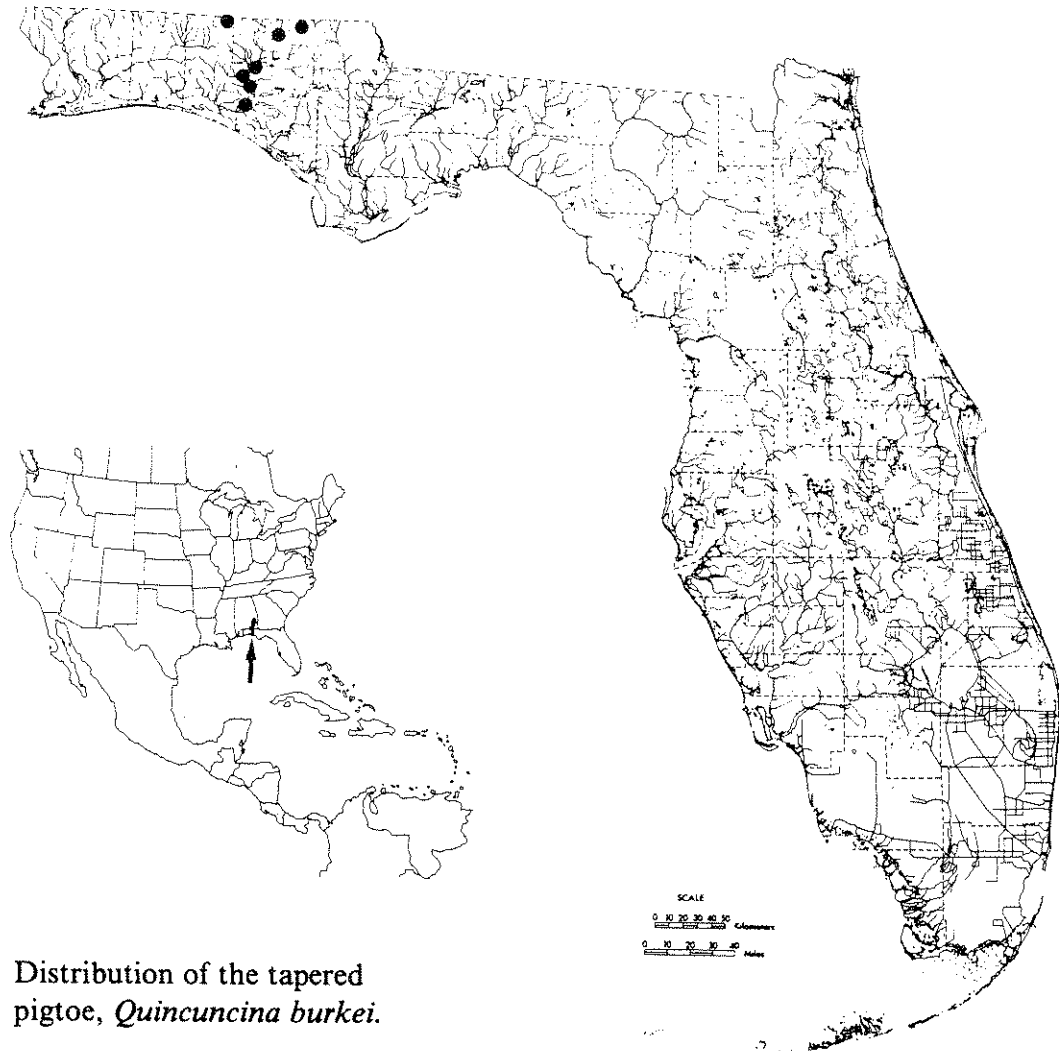 SCALE
0 10 20 30 40 50 Kilometers
0 10 20 30 40 Miles
Distribution of the tapered
pigtoe, Quincuncina burkei.